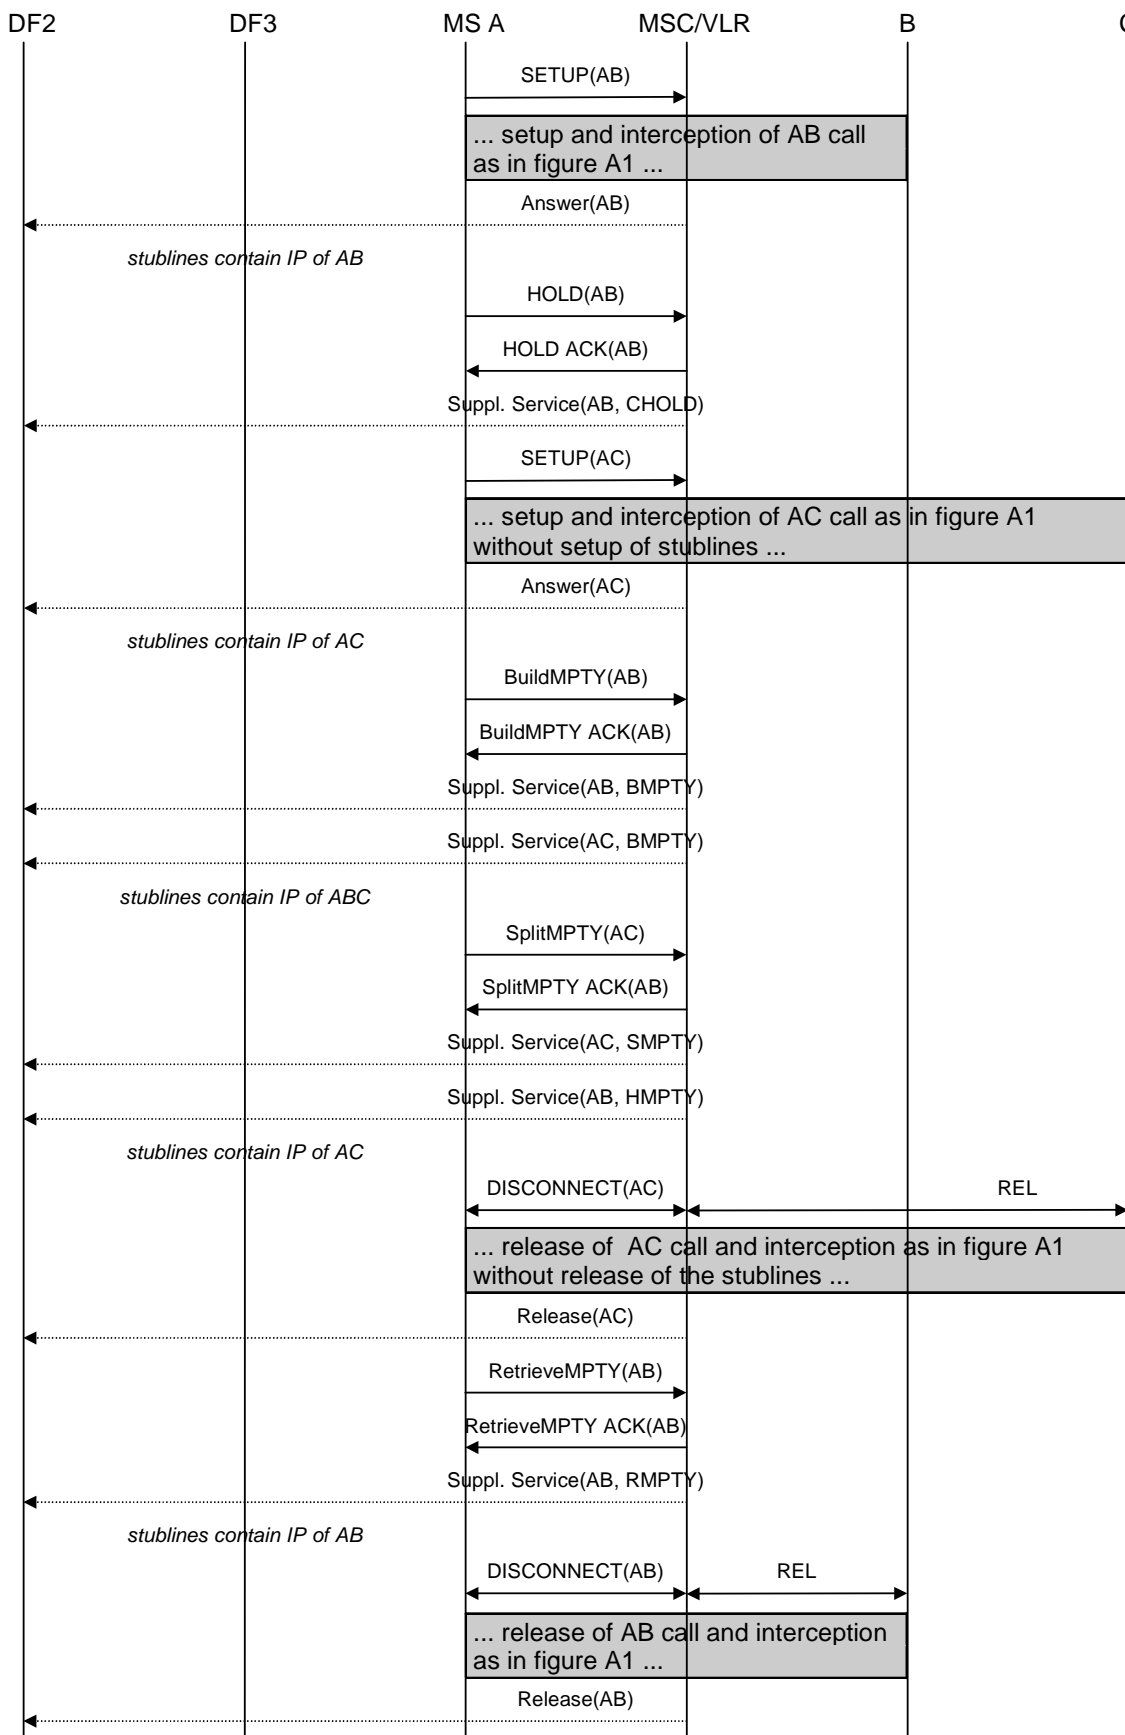 DF2 DF3 MS A MSC/VLR B
SETUP(AB)
... setup and interception of AB call
as in figure A1 ...
Answer(AB)
stublines contain IP of AB
HOLD(AB)
HOLD ACK(AB)
Suppl. Service(AB, CHOLD)
SETUP(AC)
... setup and interception of AC call as in figure A1
without setup of stublines ...
Answer(AC)
stublines contain IP of AC
BuildMPTY(AB)
BuildMPTY ACK(AB)
Suppl. Service(AB, BMPTY)
Suppl. Service(AC, BMPTY)
stublines contain IP of ABC
SplitMPTY(AC)
SplitMPTY ACK(AB)
Suppl. Service(AC, SMPTY)
Suppl. Service(AB, HMPTY)
stublines contain IP of AC
DISCONNECT(AC) REL
... release of  AC call and interception as in figure A1
without release of the stublines ...
Release(AC)
RetrieveMPTY(AB)
RetrieveMPTY ACK(AB)
Suppl. Service(AB, RMPTY)
stublines contain IP of AB
DISCONNECT(AB) REL
... release of AB call and interception
as in figure A1 ...
Release(AB)